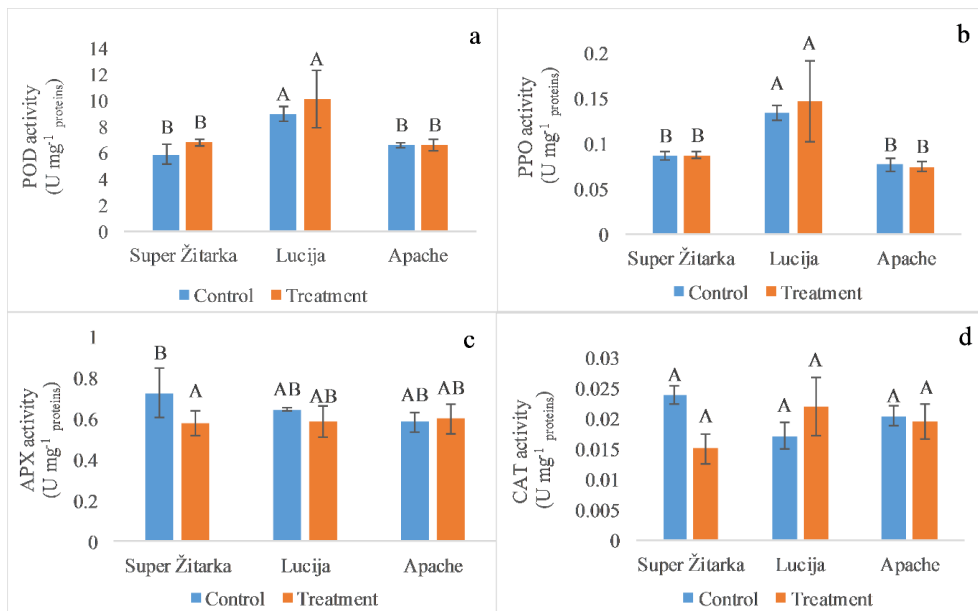 a
POD activity
(U mg-1 proteins)
14
12
10
8
6
4
2
0
B B A A B B
Super Žitarka Lucija Apache
Control Treatment
b
PPO activity
(U mg-1 proteins)
0.2
0.15
0.1
0.05
0
B B A A B B
Super Žitarka Lucija Apache
Control Treatment
c
APX activity
(U mg-1 proteins)
1
0.8
0.6
0.4
0.2
0
B A AB AB AB AB
Super Žitarka Lucija Apache
Control Treatment
d
CAT activity
(U mg-1 proteins)
0.03
0.025
0.02
0.015
0.01
0.005
0
A A A A A A
Super Žitarka Lucija Apache
Control Treatment